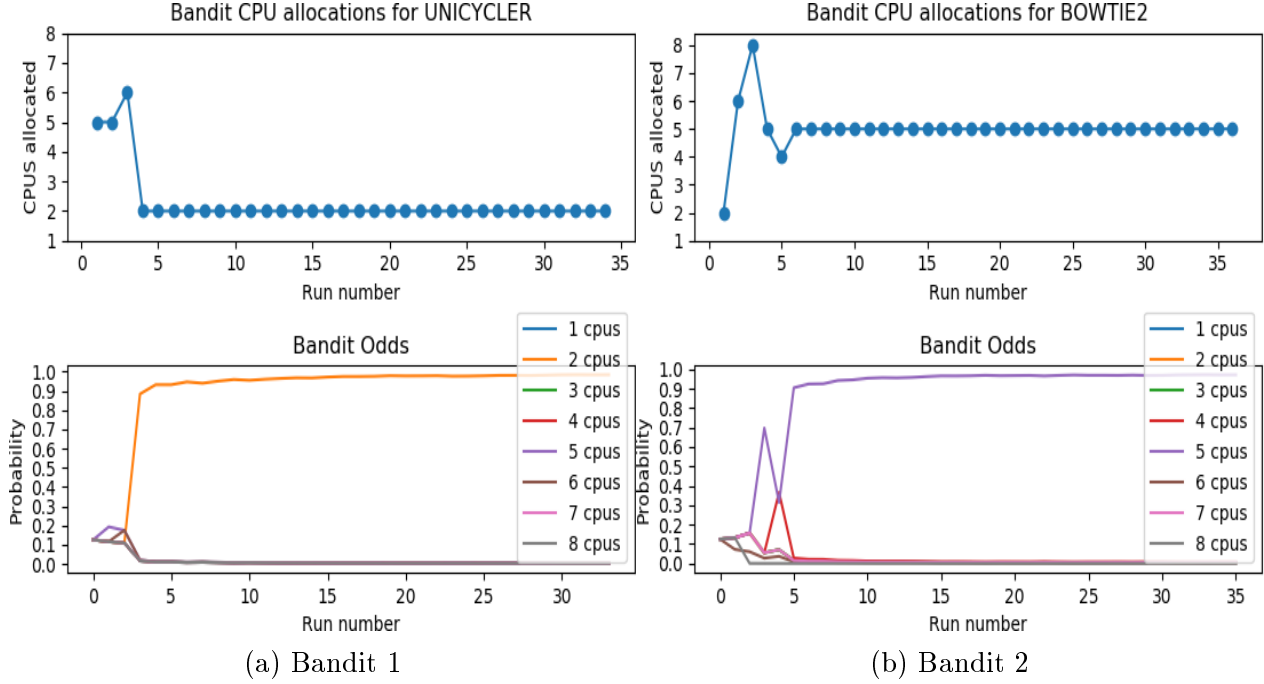 Bandit CPU allocations for UNICYCLER
CPUS allocated
8
7
6
5
4
3
2
1
0 5 10 15 20 25 30 35
Run number
Bandit Odds
Probability
1.0
0.9
0.8
0.7
0.6
0.5
0.4
0.3
0.2
0.1
0.0
1 cpus
2 cpus
3 cpus
4 cpus
5 cpus
6 cpus
7 cpus
8 cpus
0 5 10 15 20 25 30
Run number
(a) Bandit 1
Bandit CPU allocations for BOWTIE2
CPUS allocated
8
7
6
5
4
3
2
1
0 5 10 15 20 25 30 35
Run number
Bandit Odds
Probability
1.0
0.9
0.8
0.7
0.6
0.5
0.4
0.3
0.2
0.1
0.0
1 cpus
2 cpus
3 cpus
4 cpus
5 cpus
6 cpus
7 cpus
8 cpus
0 5 10 15 20 25 30 35
Run number
(b) Bandit 2